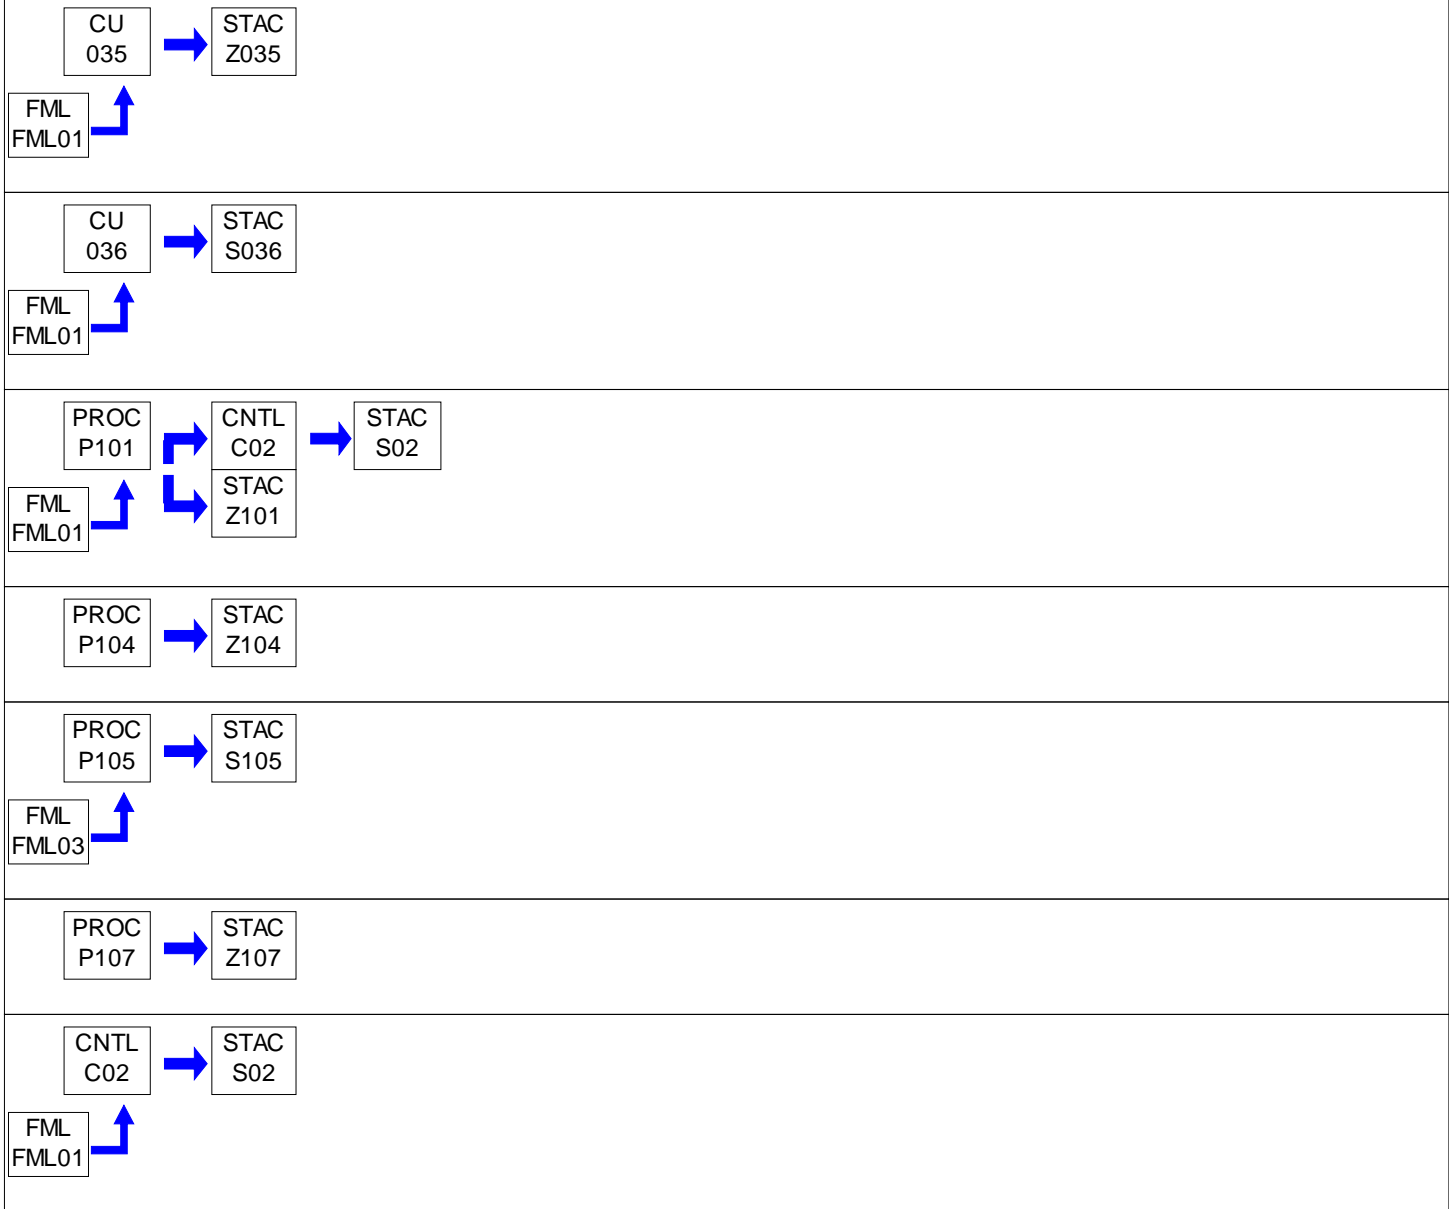 CU
035
STAC
Z035
FML
FML01
CU
036
STAC
S036
FML
FML01
PROC
P101
CNTL
C02
STAC
S02
STAC
Z101
FML
FML01
PROC
P104
STAC
Z104
PROC
P105
STAC
S105
FML
FML03
PROC
P107
STAC
Z107
CNTL
C02
STAC
S02
FML
FML01